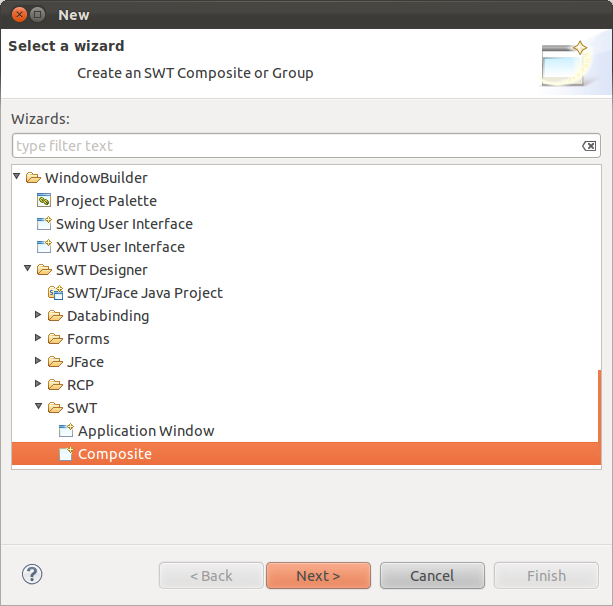 New
Select a wizard
Create an SWT Composite or Group
Wizards:
type filter text
WindowBuilder
Project Palette
Swing User Interface
XWT User Interface
SWT Designer
SWT/JFace Java Project
Databinding
Forms
JFace
RCP
SWT
Application Window
Composite
? < Back Next > Cancel Finish